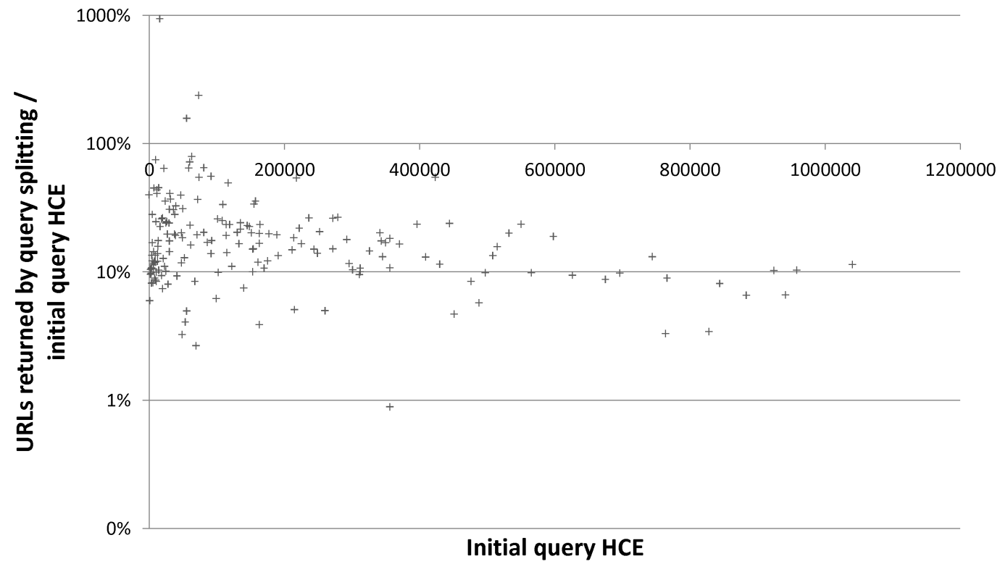 1000%
100%
0 200000 400000 600000 800000 1000000 1200000
10%
1%
0%
URLs returned by query splitting /
initial query HCE
Initial query HCE